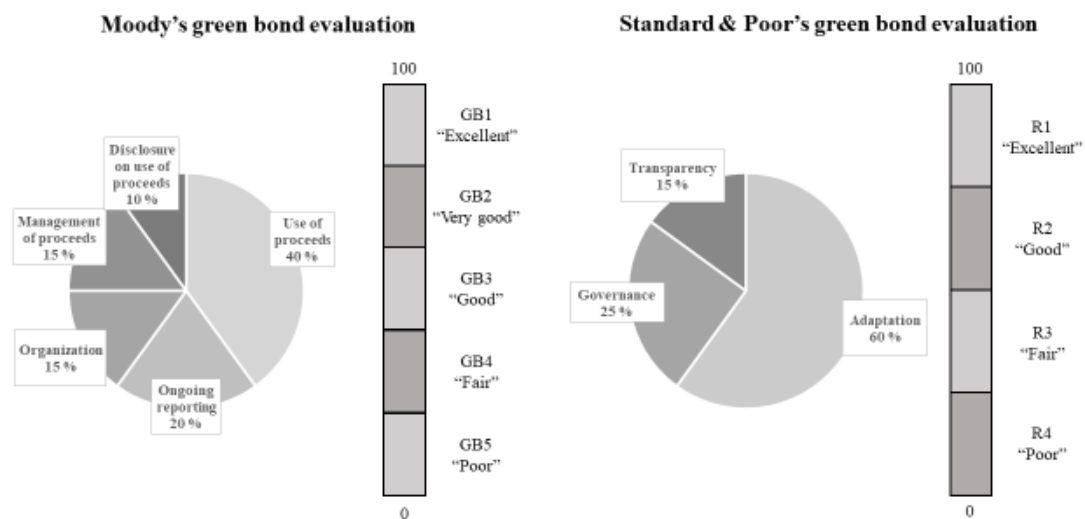 Moody’s green bond evaluation
100
Disclosure
on use of
proceeds
10 %
Use of
proceeds
40 %
Management
of proceeds
15 %
Organization
15 %
Ongoing
reporting
20 %
GB1
“Excellent”
GB2
“Very good”
GB3
“Good”
GB4
“Fair”
GB5
“Poor”
0
Standard & Poor’s green bond evaluation
100
Transparency
15 %
Governance
25 %
Adaptation
60 %
R1
“Excellent”
R2
“Good”
R3
“Fair”
R4
“Poor”
0